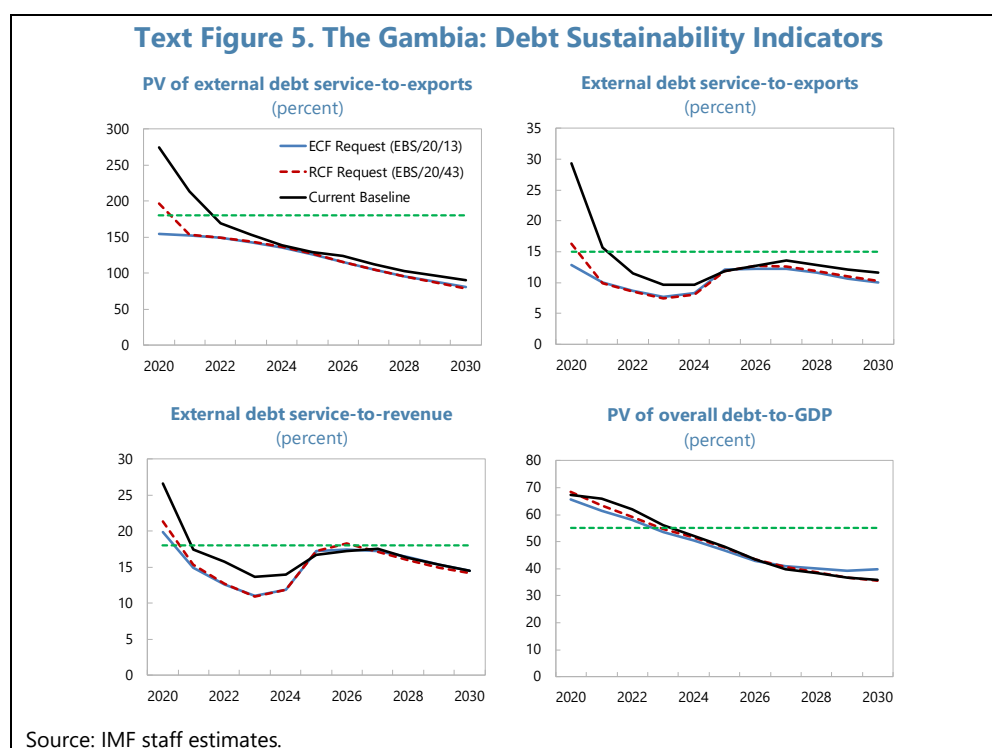 Text Figure 5. The Gambia: Debt Sustainability Indicators
PV of external debt service-to-exports
(percent)
300
250
200
150
100
50
0
2020 2022 2024 2026 2028 2030
ECF Request (EBS/20/13)
RCF Request (EBS/20/43)
Current Baseline
External debt service-to-exports
(percent)
35
30
25
20
15
10
5
0
2020 2022 2024 2026 2028 2030
External debt service-to-revenue
(percent)
30
25
20
15
10
5
0
2020 2022 2024 2026 2028 2030
PV of overall debt-to-GDP
(percent)
80
70
60
50
40
30
20
10
0
2020 2022 2024 2026 2028 2030
Source: IMF staff estimates.